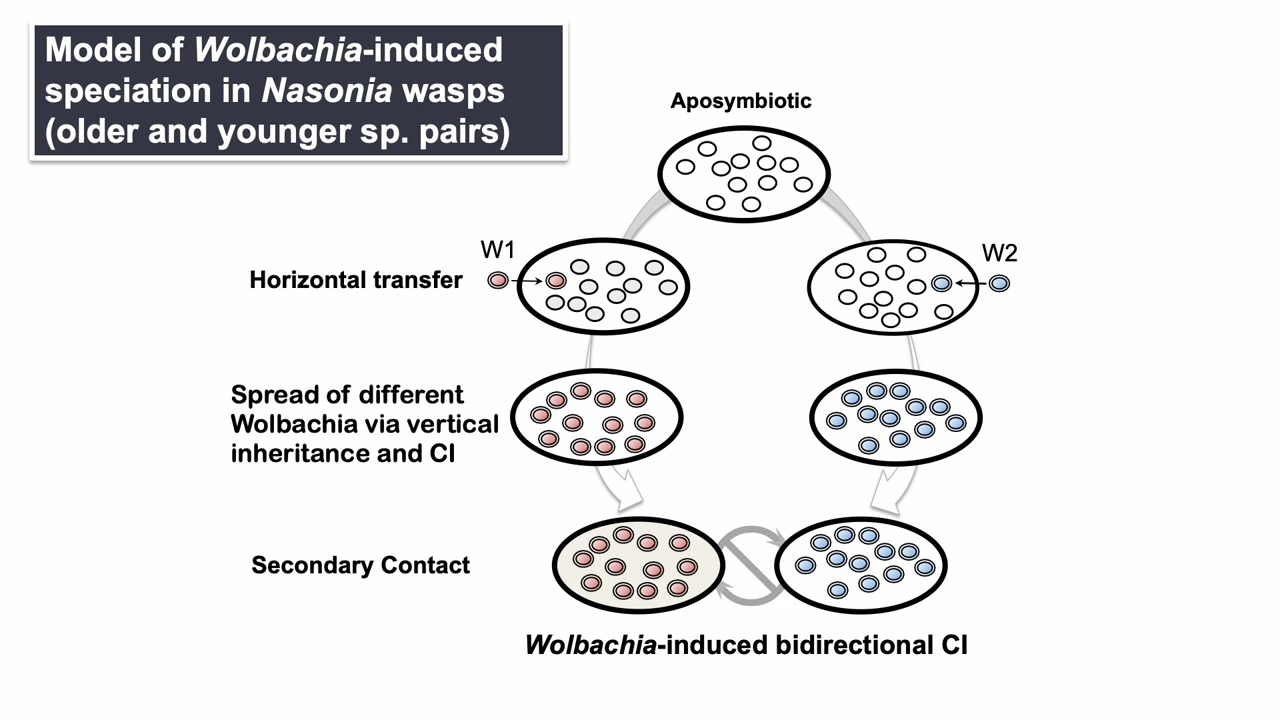 Model of Wolbachia-induced
speciation in Nasonia wasps
(older and younger sp. pairs)
Aposymbiotic
W1
W2
Horizontal transfer
Spread of different
Wolbachia via vertical
inheritance and CI
Secondary Contact
Wolbachia-induced bidirectional CI